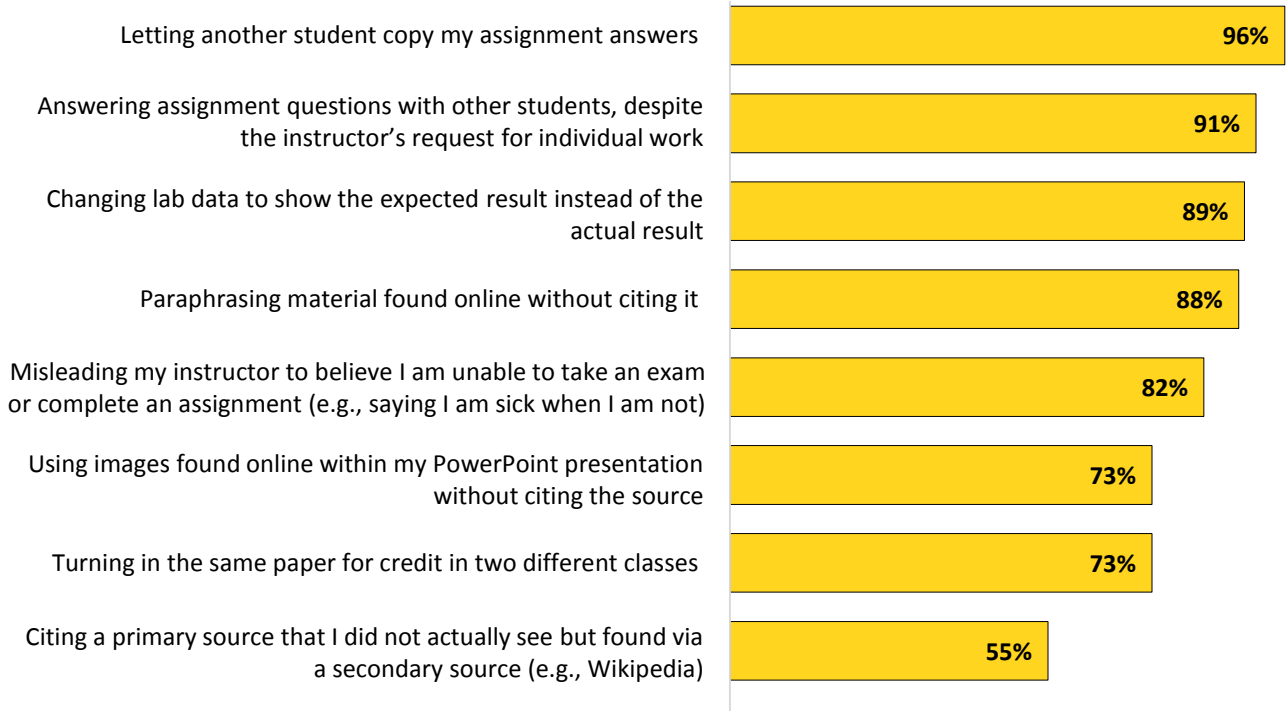 Letting another student copy my assignment answers
96%
Answering assignment questions with other students, despite
the instructor’s request for individual work
91%
Changing lab data to show the expected result instead of the
actual result
89%
Paraphrasing material found online without citing it
88%
Misleading my instructor to believe I am unable to take an exam
or complete an assignment (e.g., saying I am sick when I am not)
82%
Using images found online within my PowerPoint presentation
without citing the source
73%
Turning in the same paper for credit in two different classes
73%
Citing a primary source that I did not actually see but found via
a secondary source (e.g., Wikipedia)
55%